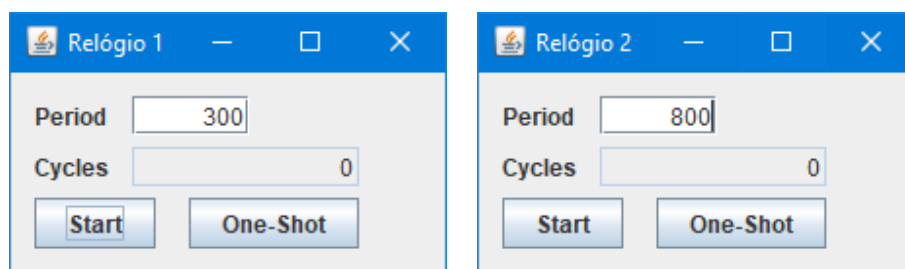 Relógio 1
Period 300
Cycles 0
Start One-Shot
Relógio 2
Period 800
Cycles 0
Start One-Shot